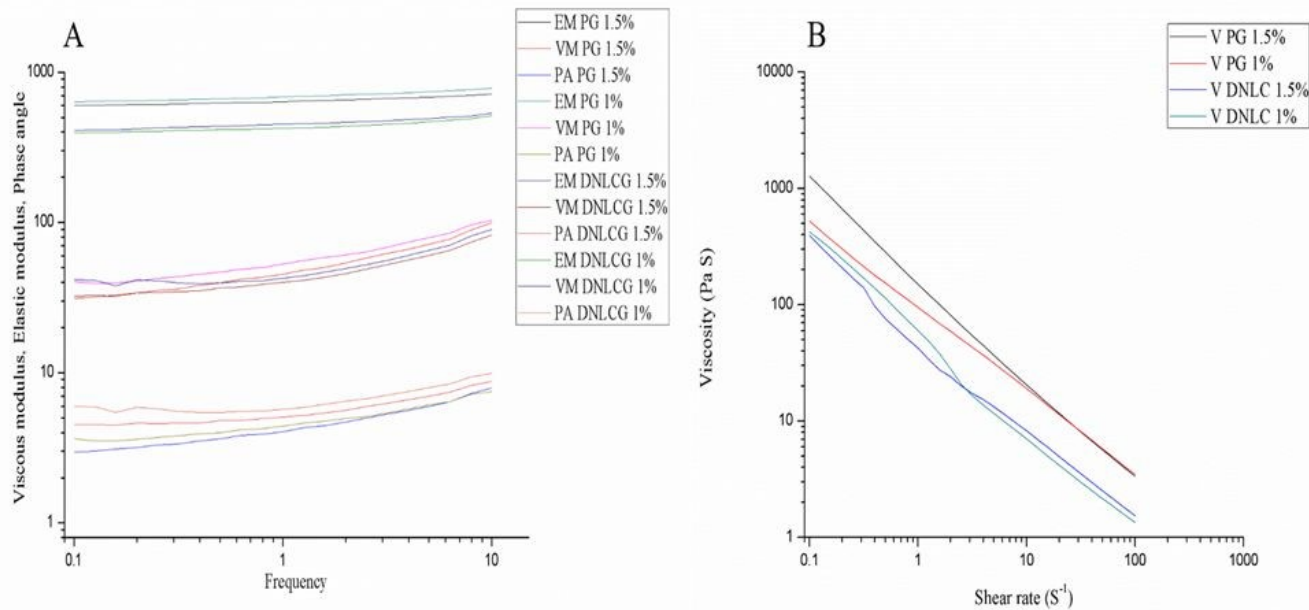 A
EM PG 1.5%
VM PG 1.5%
PA PG 1.5%
EM PG 1%
VM PG 1%
PA PG 1%
EM DNLCG 1.5%
VM DNLCG 1.5%
PA DNLCG 1.5%
EM DNLCG 1%
VM DNLCG 1%
PA DNLCG 1%
Viscous modulus, Elastic modulus, Phase angle
1000
100
10
1
0.1 1 10
Frequency
B
V PG 1.5%
V PG 1%
V DNLC 1.5%
V DNLC 1%
Viscosity (Pa S)
10000
1000
100
10
1
0.1 1 10 100 1000
Shear rate (S⁻¹)